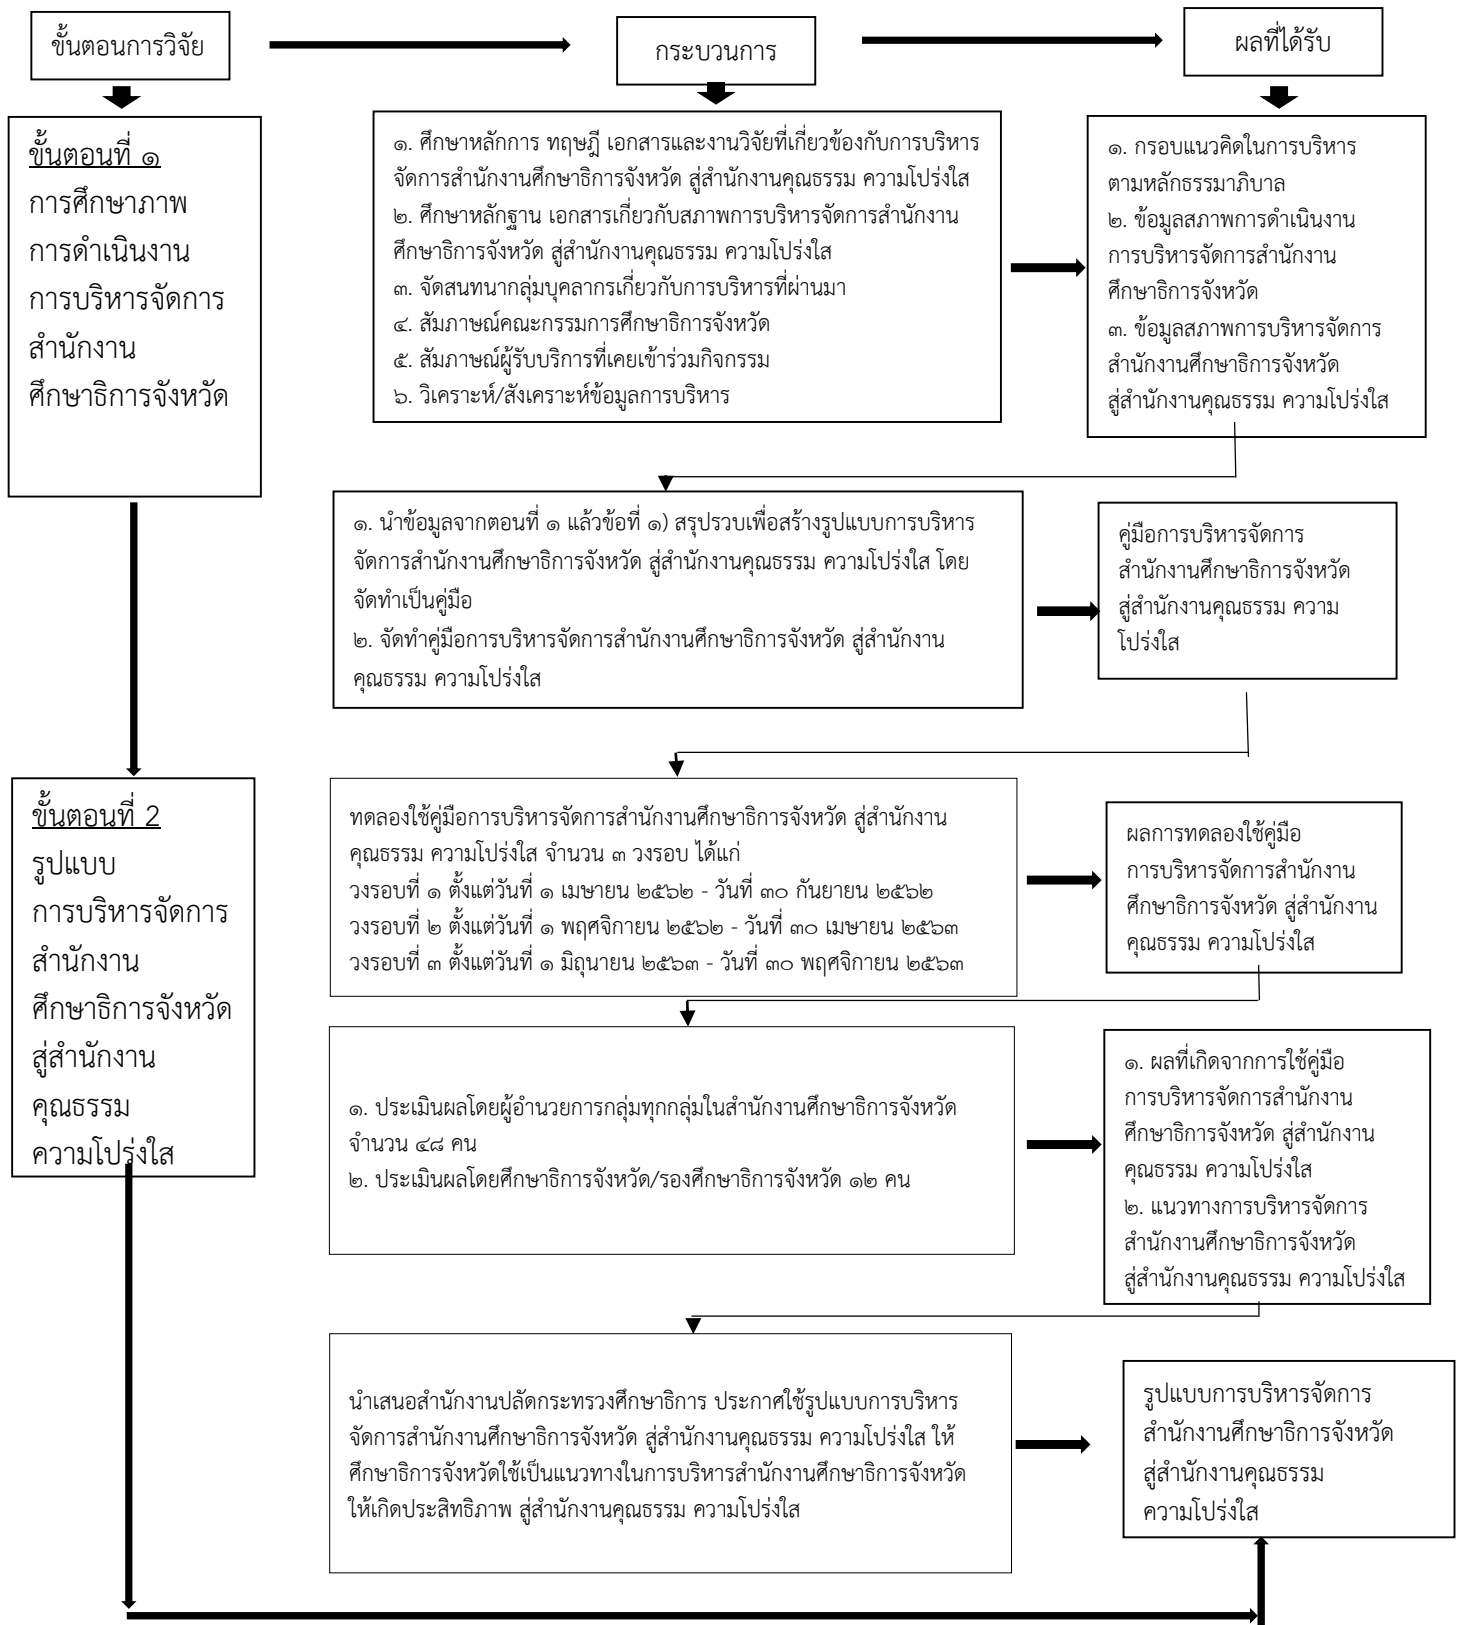 ขั้นตอนการวิจัย
กระบวนการ
ผลที่ได้รับ
ขั้นตอนที่ ๑
การศึกษาภาพ
การดำเนินงาน
การบริหารจัดการ
สำนักงาน
ศึกษาธิการจังหวัด
๑. ศึกษาหลักการ ทฤษฎี เอกสารและงานวิจัยที่เกี่ยวข้องกับการบริหาร
จัดการสำนักงานศึกษาธิการจังหวัด สู่สำนักงานคุณธรรม ความโปร่งใส
๒. ศึกษาหลักฐาน เอกสารเกี่ยวกับสภาพการบริหารจัดการสำนักงาน
ศึกษาธิการจังหวัด สู่สำนักงานคุณธรรม ความโปร่งใส
๓. จัดสนทนากลุ่มบุคลากรเกี่ยวกับการบริหารที่ผ่านมา
๔. สัมภาษณ์คณะกรรมการศึกษาธิการจังหวัด
๕. สัมภาษณ์ผู้รับบริการที่เคยเข้าร่วมกิจกรรม
๖. วิเคราะห์/สังเคราะห์ข้อมูลการบริหาร
๑. กรอบแนวคิดในการบริหาร
ตามหลักธรรมาภิบาล
๒. ข้อมูลสภาพการดำเนินงาน
การบริหารจัดการสำนักงาน
ศึกษาธิการจังหวัด
๓. ข้อมูลสภาพการบริหารจัดการ
สำนักงานศึกษาธิการจังหวัด
สู่สำนักงานคุณธรรม ความโปร่งใส
๑. นำข้อมูลจากตอนที่ ๑ แล้วข้อที่ ๑) สรุปรวบเพื่อสร้างรูปแบบการบริหาร
จัดการสำนักงานศึกษาธิการจังหวัด สู่สำนักงานคุณธรรม ความโปร่งใส โดย
จัดทำเป็นคู่มือ
๒. จัดทำคู่มือการบริหารจัดการสำนักงานศึกษาธิการจังหวัด สู่สำนักงาน
คุณธรรม ความโปร่งใส
คู่มือการบริหารจัดการ
สำนักงานศึกษาธิการจังหวัด
สู่สำนักงานคุณธรรม ความ
โปร่งใส
ขั้นตอนที่ 2
รูปแบบ
การบริหารจัดการ
สำนักงาน
ศึกษาธิการจังหวัด
สู่สำนักงาน
คุณธรรม
ความโปร่งใส
ทดลองใช้คู่มือการบริหารจัดการสำนักงานศึกษาธิการจังหวัด สู่สำนักงาน
คุณธรรม ความโปร่งใส จำนวน ๓ วงรอบ ได้แก่
วงรอบที่ ๑ ตั้งแต่วันที่ ๑ เมษายน ๒๕๖๒ - วันที่ ๓๐ กันยายน ๒๕๖๒
วงรอบที่ ๒ ตั้งแต่วันที่ ๑ พฤศจิกายน ๒๕๖๒ - วันที่ ๓๐ เมษายน ๒๕๖๓
วงรอบที่ ๓ ตั้งแต่วันที่ ๑ มิถุนายน ๒๕๖๓ - วันที่ ๓๐ พฤศจิกายน ๒๕๖๓
ผลการทดลองใช้คู่มือ
การบริหารจัดการสำนักงาน
ศึกษาธิการจังหวัด สู่สำนักงาน
คุณธรรม ความโปร่งใส
๑. ประเมินผลโดยผู้อำนวยการกลุ่มทุกกลุ่มในสำนักงานศึกษาธิการจังหวัด
จำนวน ๔๘ คน
๒. ประเมินผลโดยศึกษาธิการจังหวัด/รองศึกษาธิการจังหวัด ๑๒ คน
๑. ผลที่เกิดจากการใช้คู่มือ
การบริหารจัดการสำนักงาน
ศึกษาธิการจังหวัด สู่สำนักงาน
คุณธรรม ความโปร่งใส
๒. แนวทางการบริหารจัดการ
สำนักงานศึกษาธิการจังหวัด
สู่สำนักงานคุณธรรม ความโปร่งใส
นำเสนอสำนักงานปลัดกระทรวงศึกษาธิการ ประกาศใช้รูปแบบการบริหาร
จัดการสำนักงานศึกษาธิการจังหวัด สู่สำนักงานคุณธรรม ความโปร่งใส ให้
ศึกษาธิการจังหวัดใช้เป็นแนวทางในการบริหารสำนักงานศึกษาธิการจังหวัด
ให้เกิดประสิทธิภาพ สู่สำนักงานคุณธรรม ความโปร่งใส
รูปแบบการบริหารจัดการ
สำนักงานศึกษาธิการจังหวัด
สู่สำนักงานคุณธรรม
ความโปร่งใส